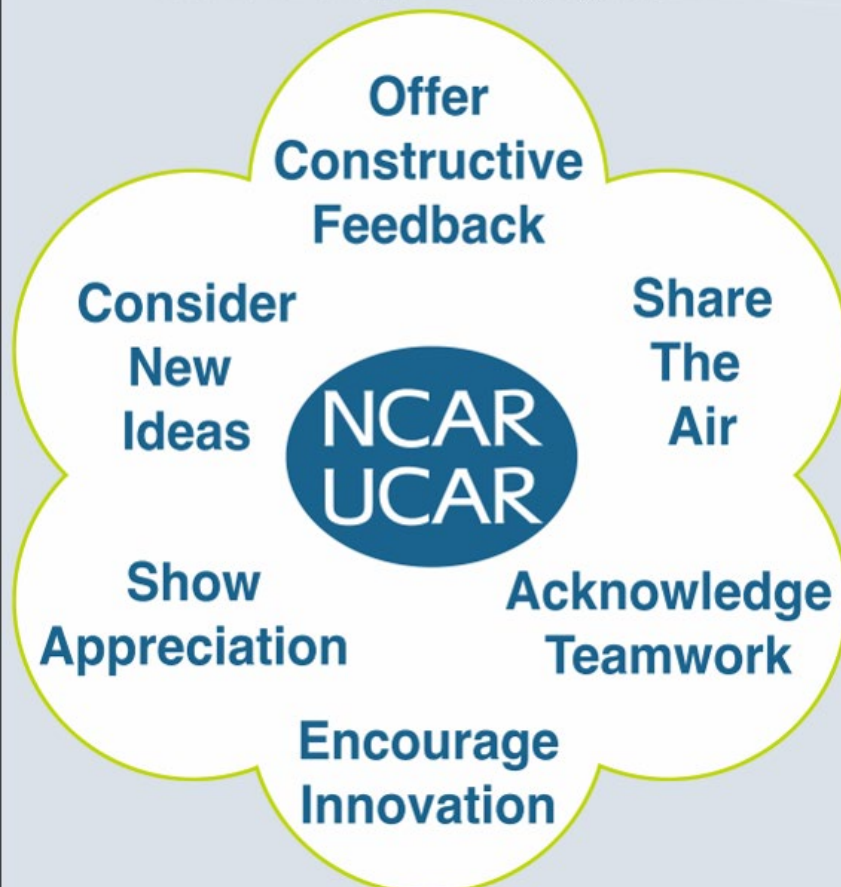 Offer
Constructive
Feedback
Share
The
Air
Acknowledge
Teamwork
Encourage
Innovation
Show
Appreciation
Consider
New
Ideas
NCAR
UCAR